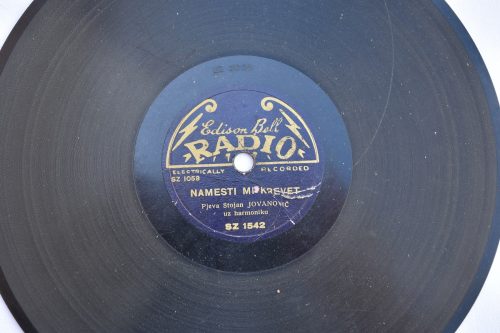 Edison Bell
RADIO
ELECTRICALLY RECORDED
SZ 1059
NAMESTI MI KREVET
Pjeva Stojan JOVANOVIĆ
uz harmoniku
SZ 1542